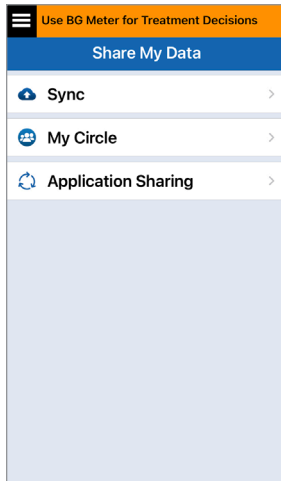 Use BG Meter for Treatment Decisions
Share My Data
Sync
My Circle
Application Sharing